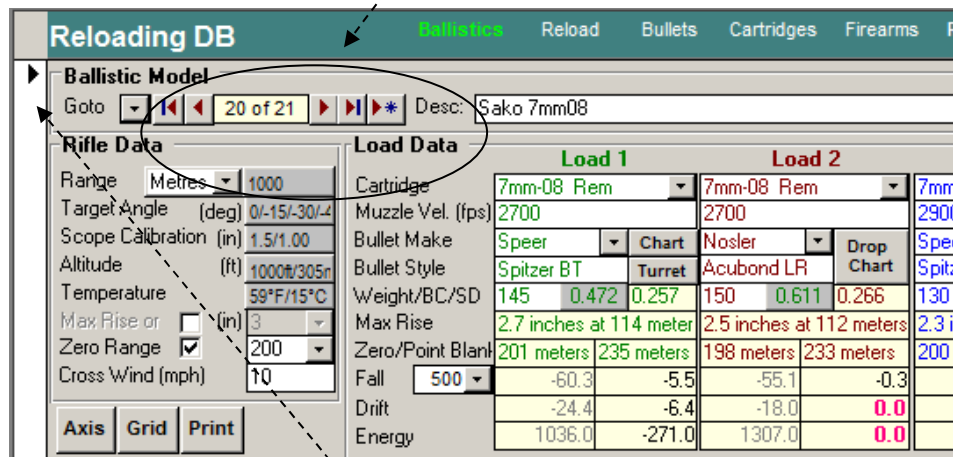 Reloading DB Ballistics Reload Bullets Cartridges Firearms
Ballistic Model
Goto 20 of 21 Desc: Sako 7mm08
Rifle Data Load Data
Load 1 Load 2
Range Metres 1000 Cartridge 7mm-08 Rem 7mm-08 Rem 7mm
Target Angle (deg) 0/-15/-30/-4 Muzzle Vel. (fps) 2700 2700 2900
Scope Calibration (in) 1.5/1.00 Bullet Make Speer Chart Nosler Drop Chart Spee
Altitude (ft) 1000ft/305m Bullet Style Spitzer BT Turret Acubond LR Spitz
Temperature 59°F/15°C Weight/BC/SD 145 0.472 0.257 150 0.611 0.266 130
Max Rise or (in) 3 Max Rise 2.7 inches at 114 meter 2.5 inches at 112 meters 2.3 i
Zero Range 200 Zero/Point Blank 201 meters 235 meters 198 meters 233 meters 200
Cross Wind (mph) 10 Fall 500 -60.3 -5.5 -55.1 -0.3
Drift -24.4 -6.4 -18.0 0.0
Axis Grid Print Energy 1036.0 -271.0 1307.0 0.0